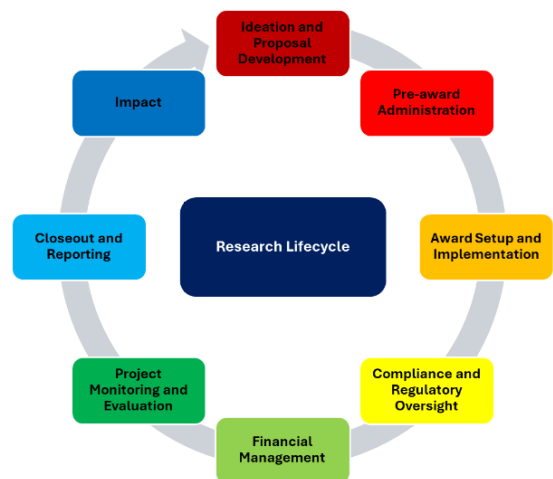 Ideation and
Proposal
Development
Pre-award
Administration
Award Setup and
Implementation
Compliance and
Regulatory
Oversight
Financial
Management
Project
Monitoring and
Evaluation
Closeout and
Reporting
Impact
Research Lifecycle